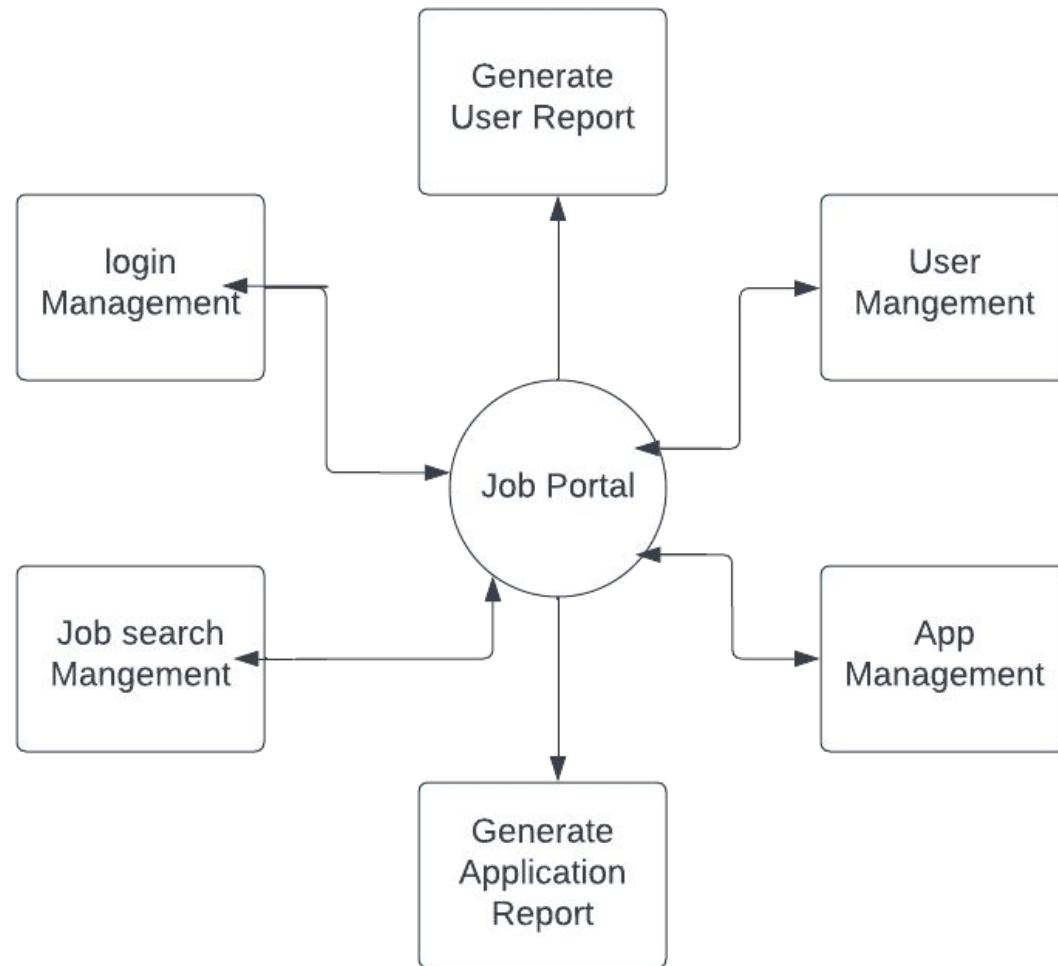 Generate
User Report
login
Management
User
Mangement
Job Portal
Job search
Mangement
App
Management
Generate
Application
Report